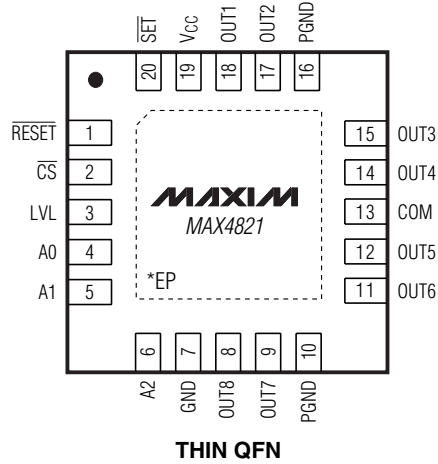 SET
VCC
OUT1
OUT2
PGND
20
19
18
17
16
RESET 1
CS 2
LVL 3
A0 4
A1 5
15 OUT3
14 OUT4
13 COM
12 OUT5
11 OUT6
MAXIM
MAX4821
*EP
6
7
8
9
10
A2
GND
OUT8
OUT7
PGND
THIN QFN